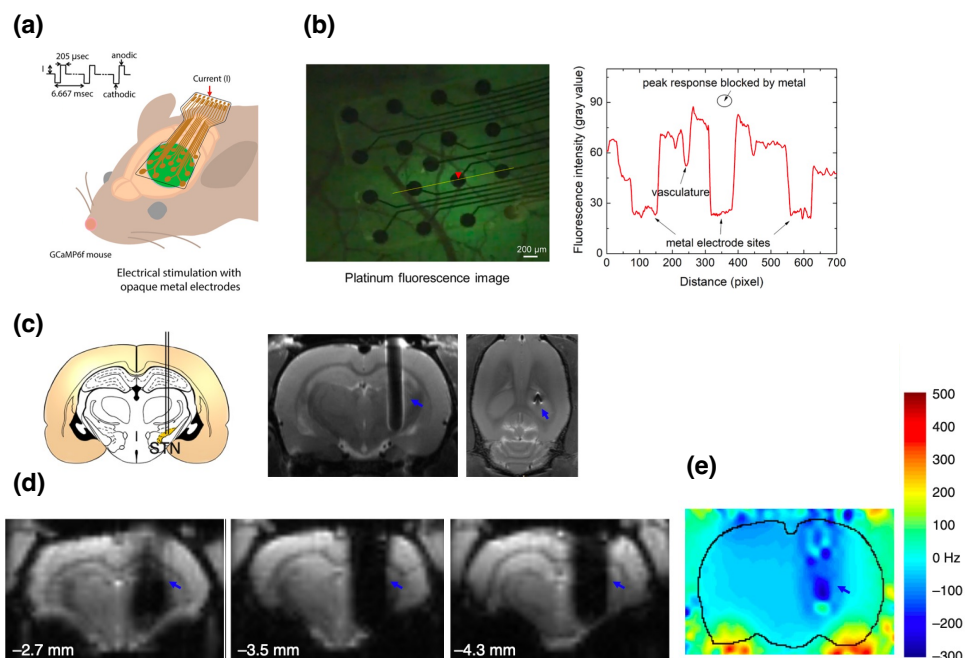 (a)
205 μsec
anodic
I
6.667 msec
cathodic
Current (I)
GCaMP6f mouse
Electrical stimulation with
opaque metal electrodes
(b)
200 μm
Platinum fluorescence image
Fluorescence intensity (gray value)
90
60
30
0
peak response blocked by metal
vasculature
metal electrode sites
0 100 200 300 400 500 600 700
Distance (pixel)
(c)
STN
(d)
–2.7 mm
–3.5 mm
–4.3 mm
(e)
500
400
300
200
100
0 Hz
–100
–200
–300